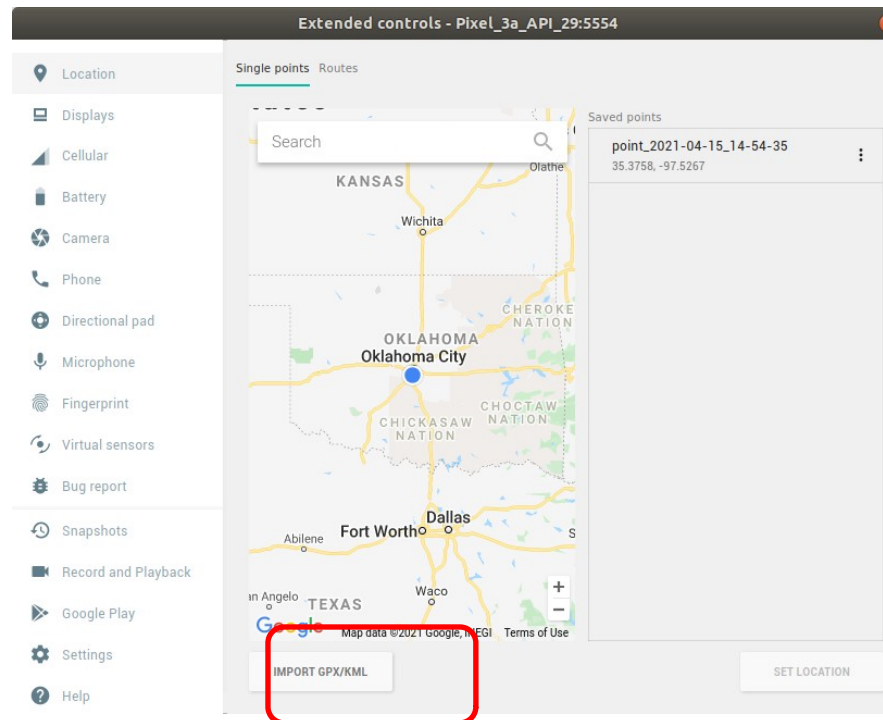 Extended controls - Pixel_3a_API_29:5554
Location
Displays
Cellular
Battery
Camera
Phone
Directional pad
Microphone
Fingerprint
Virtual sensors
Bug report
Snapshots
Record and Playback
Google Play
Settings
Help
Single points Routes
Search
Olathe
KANSAS
Wichita
CHEROKE
NATION
OKLAHOMA
Oklahoma City
CHOCTAW
NATION
CHICKASAW
NATION
Dallas
Fort Worth
Abilene
S
Waco
n Angelo
TEXAS
+
−
Google
Map data ©2021 Google, INEGI Terms of Use
IMPORT GPX/KML
Saved points
point_2021-04-15_14-54-35
35.3758, -97.5267
SET LOCATION